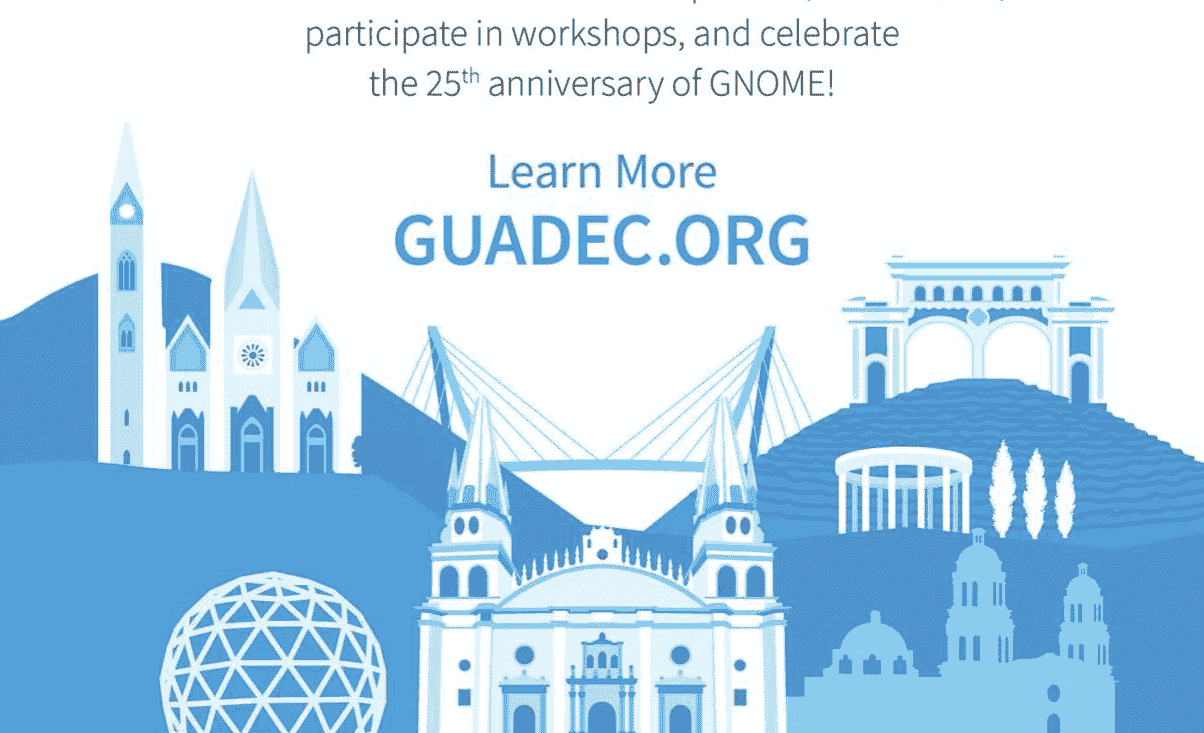 participate in workshops, and celebrate
the 25th anniversary of GNOME!
Learn More
GUADEC.ORG